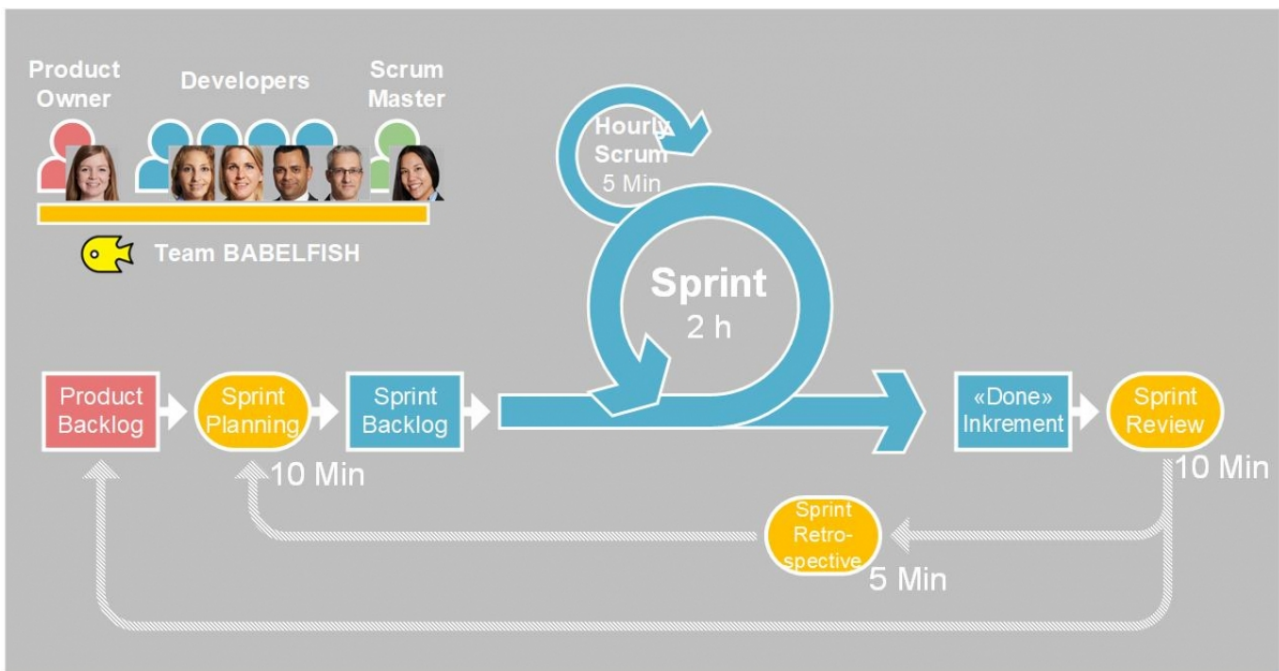 Product
Owner
Developers
Scrum
Master
Team BABELFISH
Hourly
Scrum
5 Min
Sprint
2 h
Product
Backlog
Sprint
Planning
10 Min
Sprint
Backlog
«Done»
Inkrement
Sprint
Review
10 Min
Sprint
Retro-
spective
5 Min